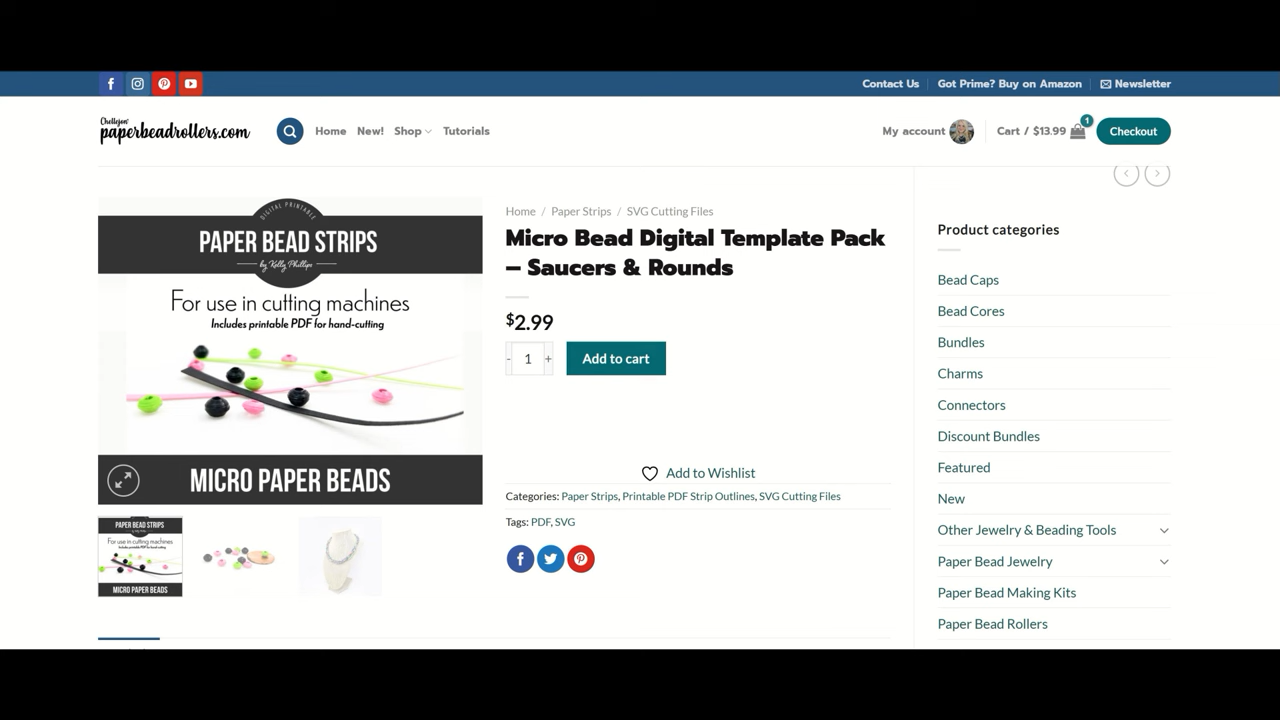 Contact Us
Got Prime? Buy on Amazon
Newsletter
Chellejon'
paperbeadrollers.com
Home
New!
Shop
Tutorials
My account
Cart / $13.99
1
Checkout
DIGITAL PRINTABLE
PAPER BEAD STRIPS
by Kelly Phillips
For use in cutting machines
Includes printable PDF for hand-cutting
MICRO PAPER BEADS
PAPER BEAD STRIPS
For use in cutting machines
MICRO PAPER BEADS
Home / Paper Strips / SVG Cutting Files
Micro Bead Digital Template Pack
– Saucers & Rounds
$2.99
- 1 +
Add to cart
Add to Wishlist
Categories: Paper Strips, Printable PDF Strip Outlines, SVG Cutting Files
Tags: PDF, SVG
Product categories
Bead Caps
Bead Cores
Bundles
Charms
Connectors
Discount Bundles
Featured
New
Other Jewelry & Beading Tools
Paper Bead Jewelry
Paper Bead Making Kits
Paper Bead Rollers